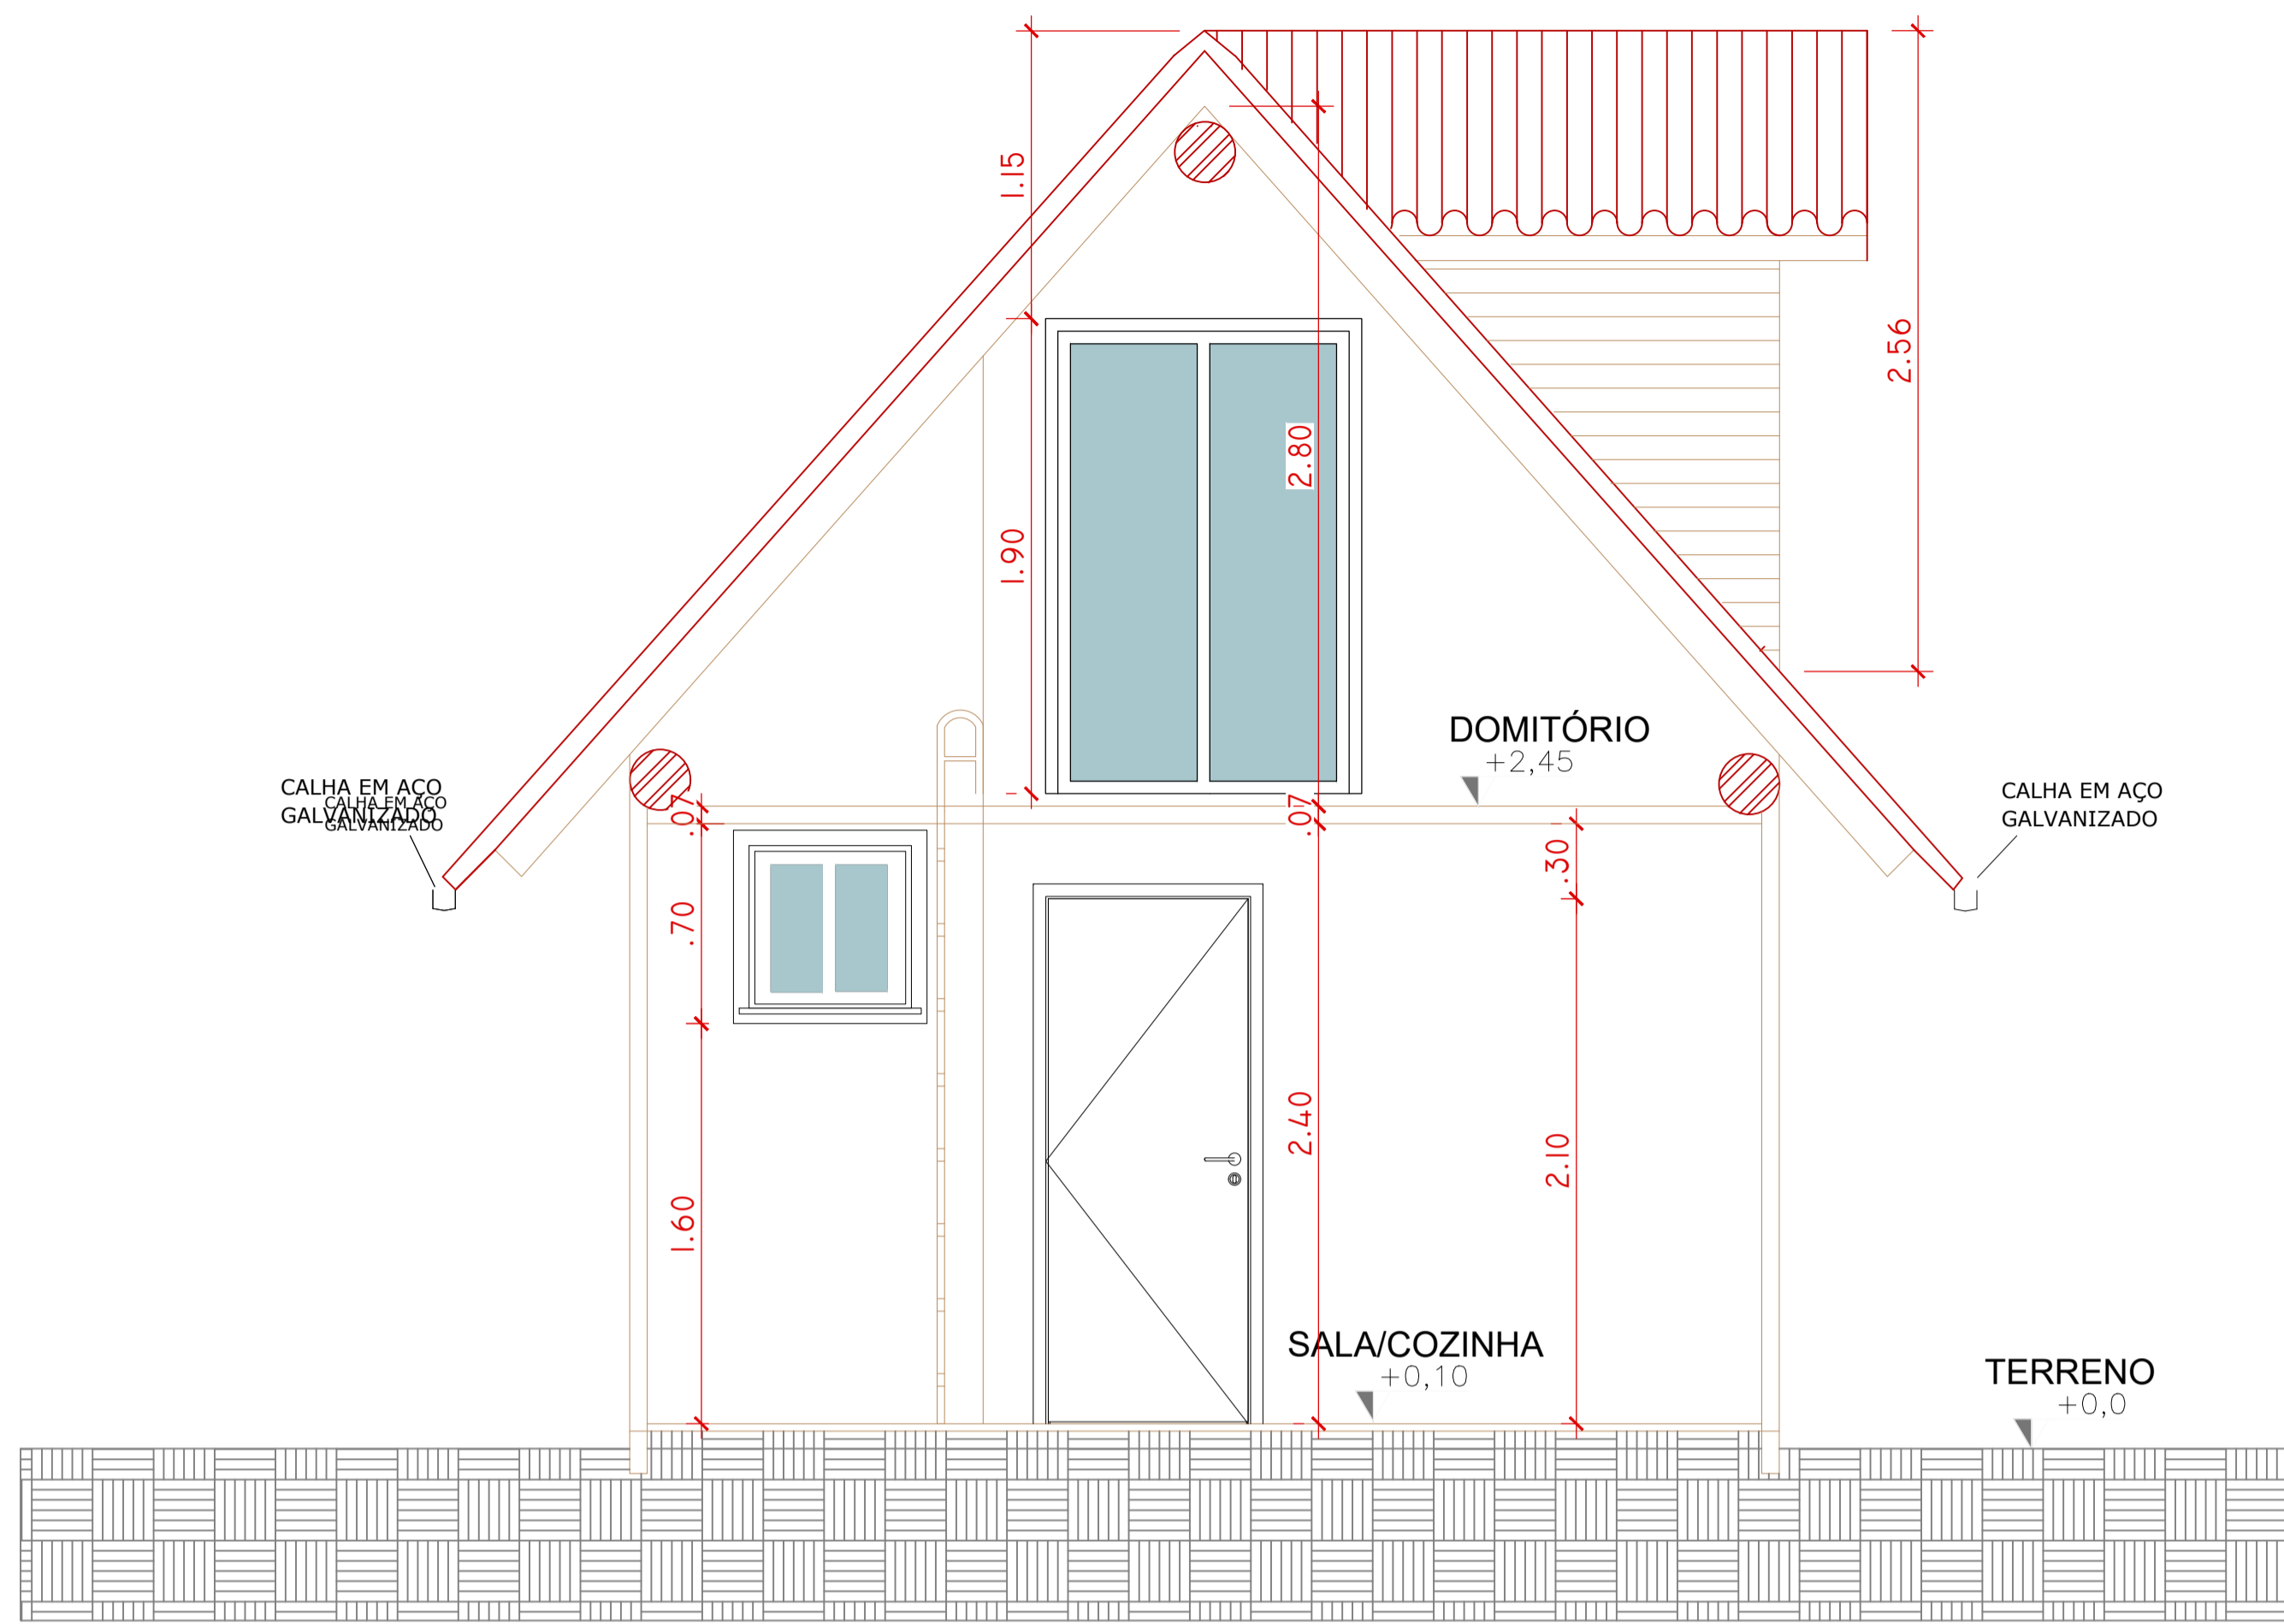 1.15
2.56
2.80
1.90
DOMITÓRIO
+2,45
CALHA EM AÇO
GALVANIZADO
CALHA EM AÇO
GALVANIZADO
CALHA EM AÇO
GALVANIZADO
.07
.07
.30
.70
2.40
2.10
1.60
SALA/COZINHA
+0,10
TERRENO
+0,0